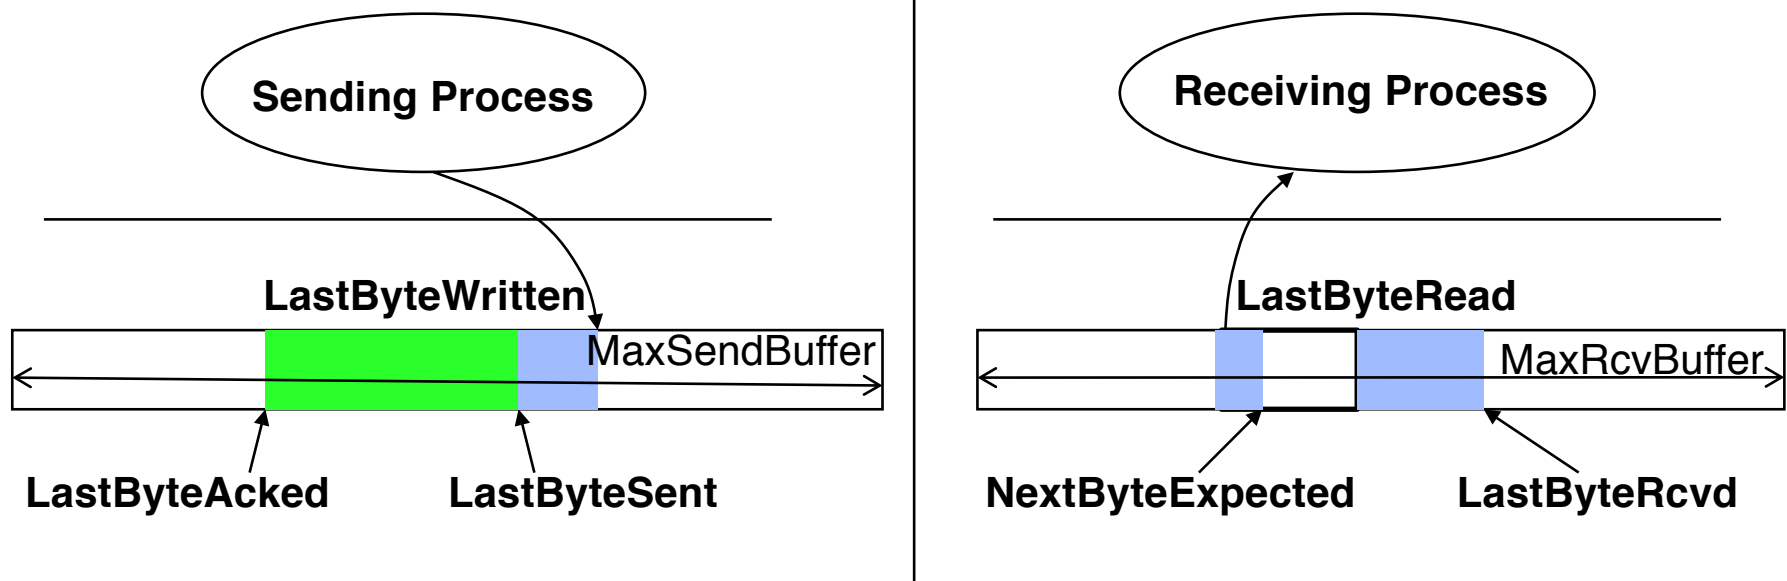 Sending Process
LastByteWritten
MaxSendBuffer
LastByteAcked
LastByteSent
Receiving Process
LastByteRead
MaxRcvBuffer
NextByteExpected
LastByteRcvd